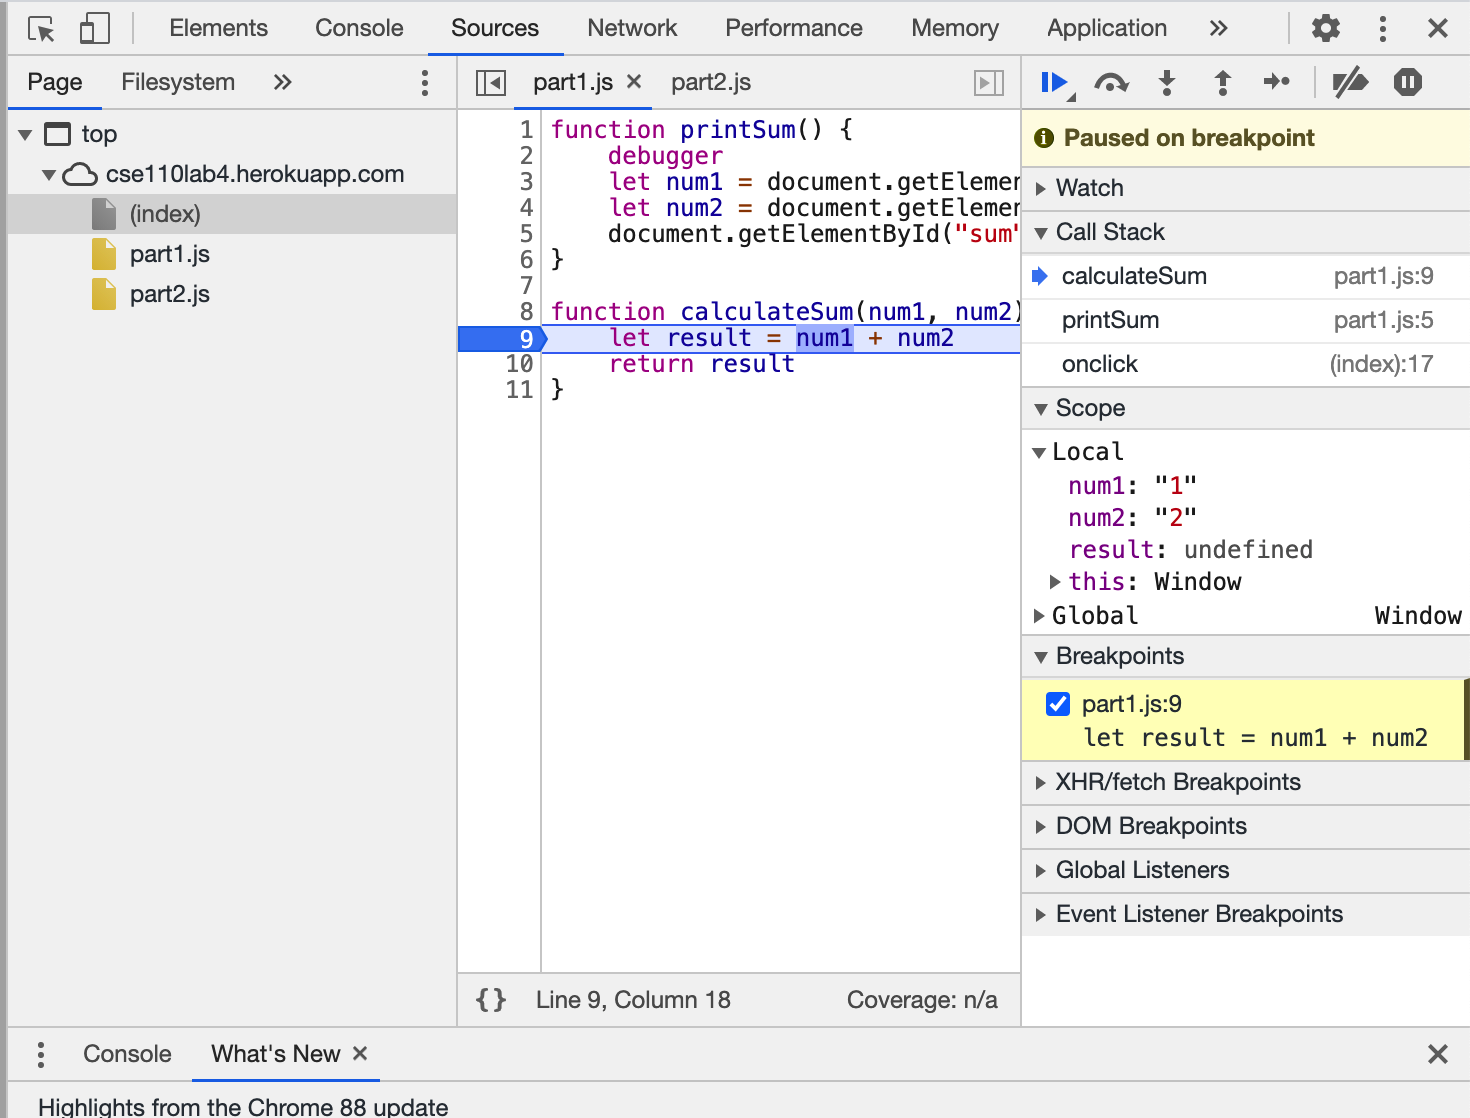 Elements Console Sources Network Performance Memory Application
Page Filesystem
part1.js × part2.js
top
cse110lab4.herokuapp.com
(index)
part1.js
part2.js
1 function printSum() {
2 debugger
3 let num1 = document.getElemen
4 let num2 = document.getElemen
5 document.getElementById("sum"
6 }
7
8 function calculateSum(num1, num2)
9 let result = num1 + num2
10 return result
11 }
{} Line 9, Column 18 Coverage: n/a
Paused on breakpoint
Watch
Call Stack
calculateSum part1.js:9
printSum part1.js:5
onclick (index):17
Scope
Local
num1: "1"
num2: "2"
result: undefined
this: Window
Global Window
Breakpoints
part1.js:9
let result = num1 + num2
XHR/fetch Breakpoints
DOM Breakpoints
Global Listeners
Event Listener Breakpoints
Console What's New ×
Highlights from the Chrome 88 update